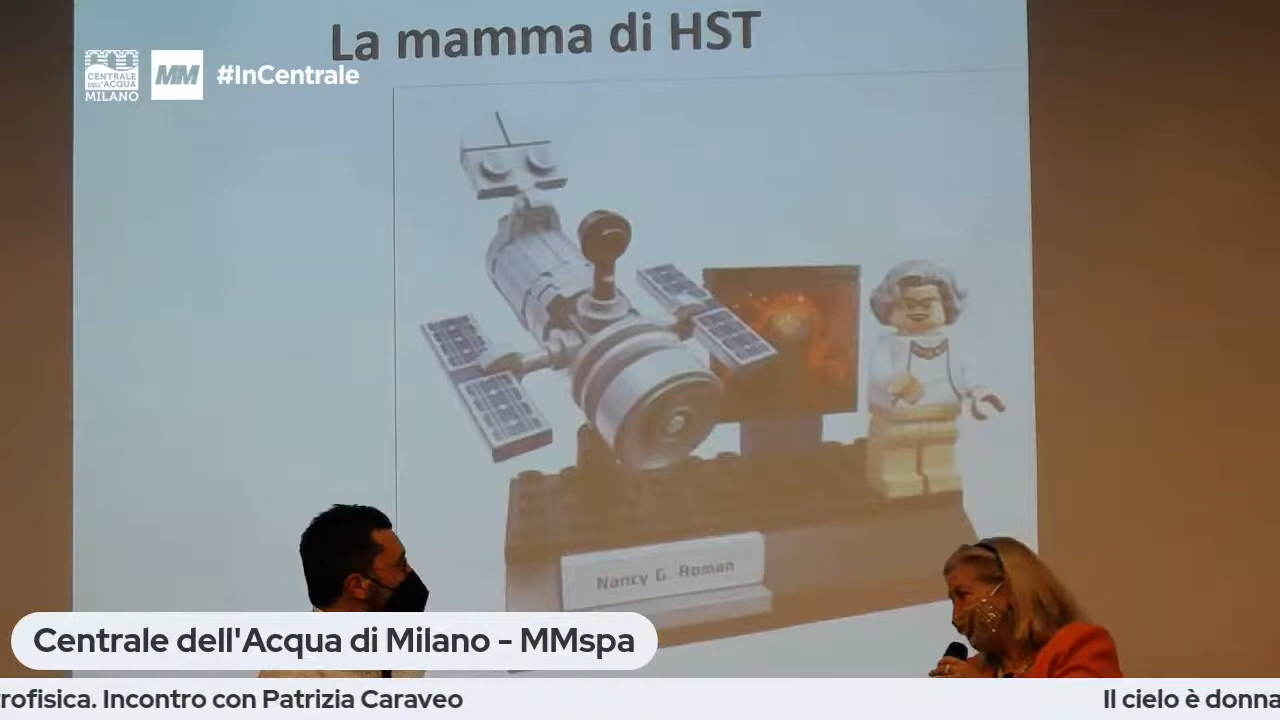 La mamma di HST
CENTRALE
DELL'ACQUA
MILANO
MM
#InCentrale
Nancy G. Roman
Centrale dell'Acqua di Milano - MMspa
rofisica. Incontro con Patrizia Caraveo
Il cielo è donna